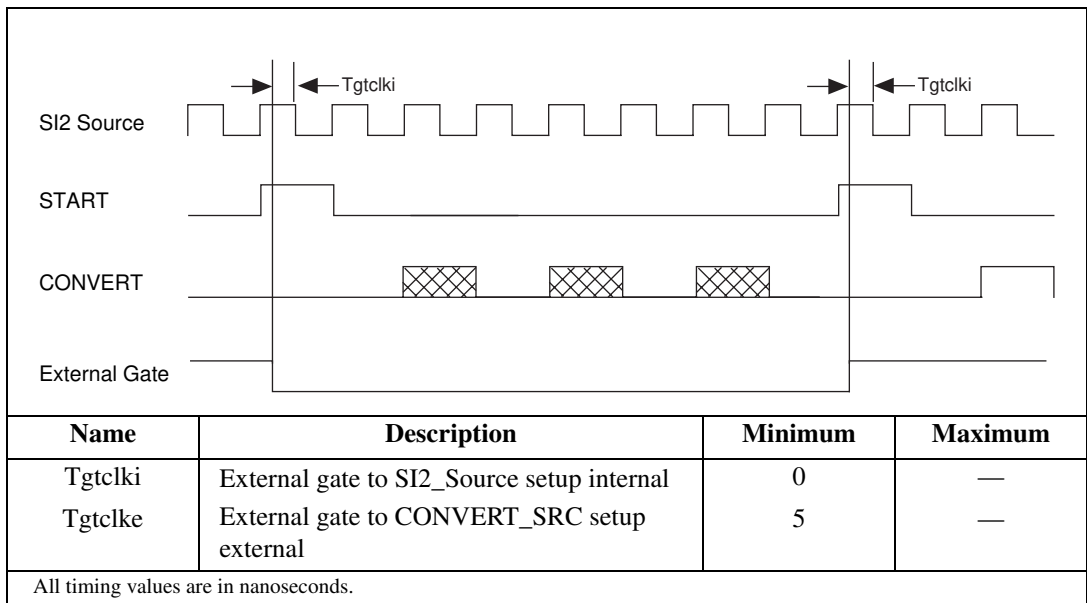 Tgtclki Tgtclki
SI2 Source
START
CONVERT
External Gate
Name Description Minimum Maximum
Tgtclki External gate to SI2_Source setup internal 0 —
Tgtclke External gate to CONVERT_SRC setup external 5 —
All timing values are in nanoseconds.